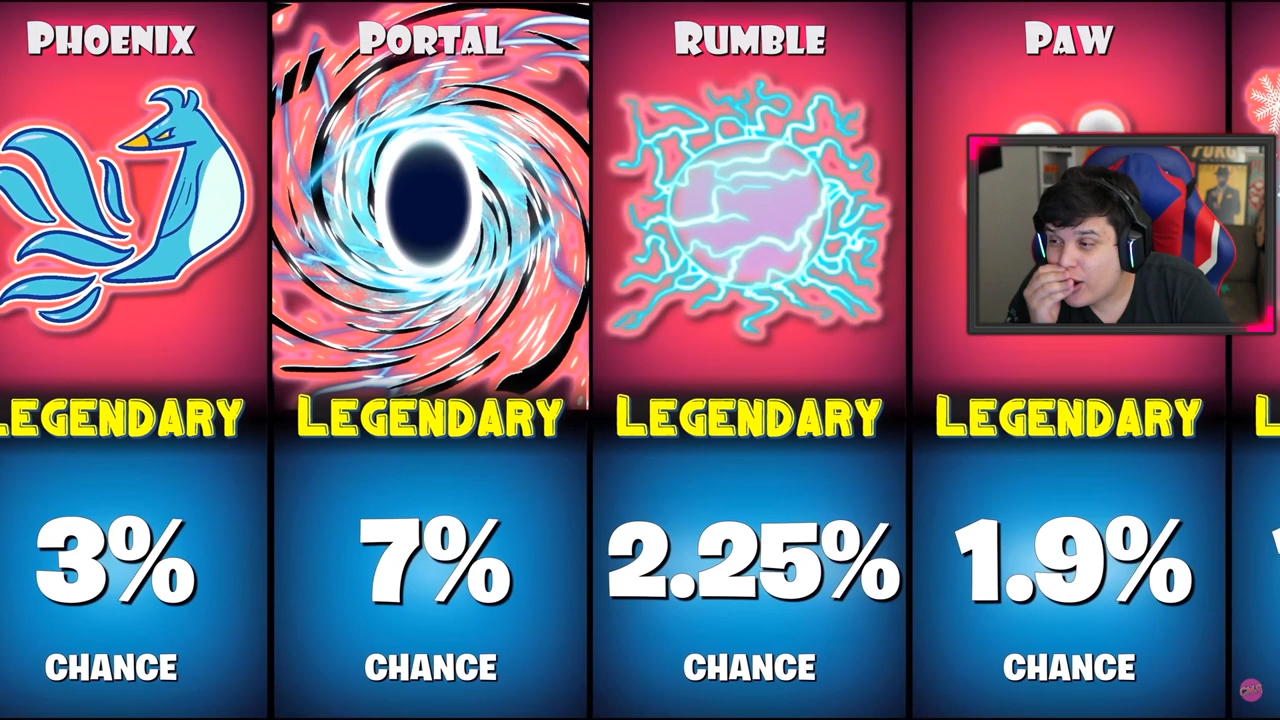 Phoenix
Portal
Rumble
Paw
Legendary
Legendary
Legendary
Legendary
3%
7%
2.25%
1.9%
CHANCE
CHANCE
CHANCE
CHANCE